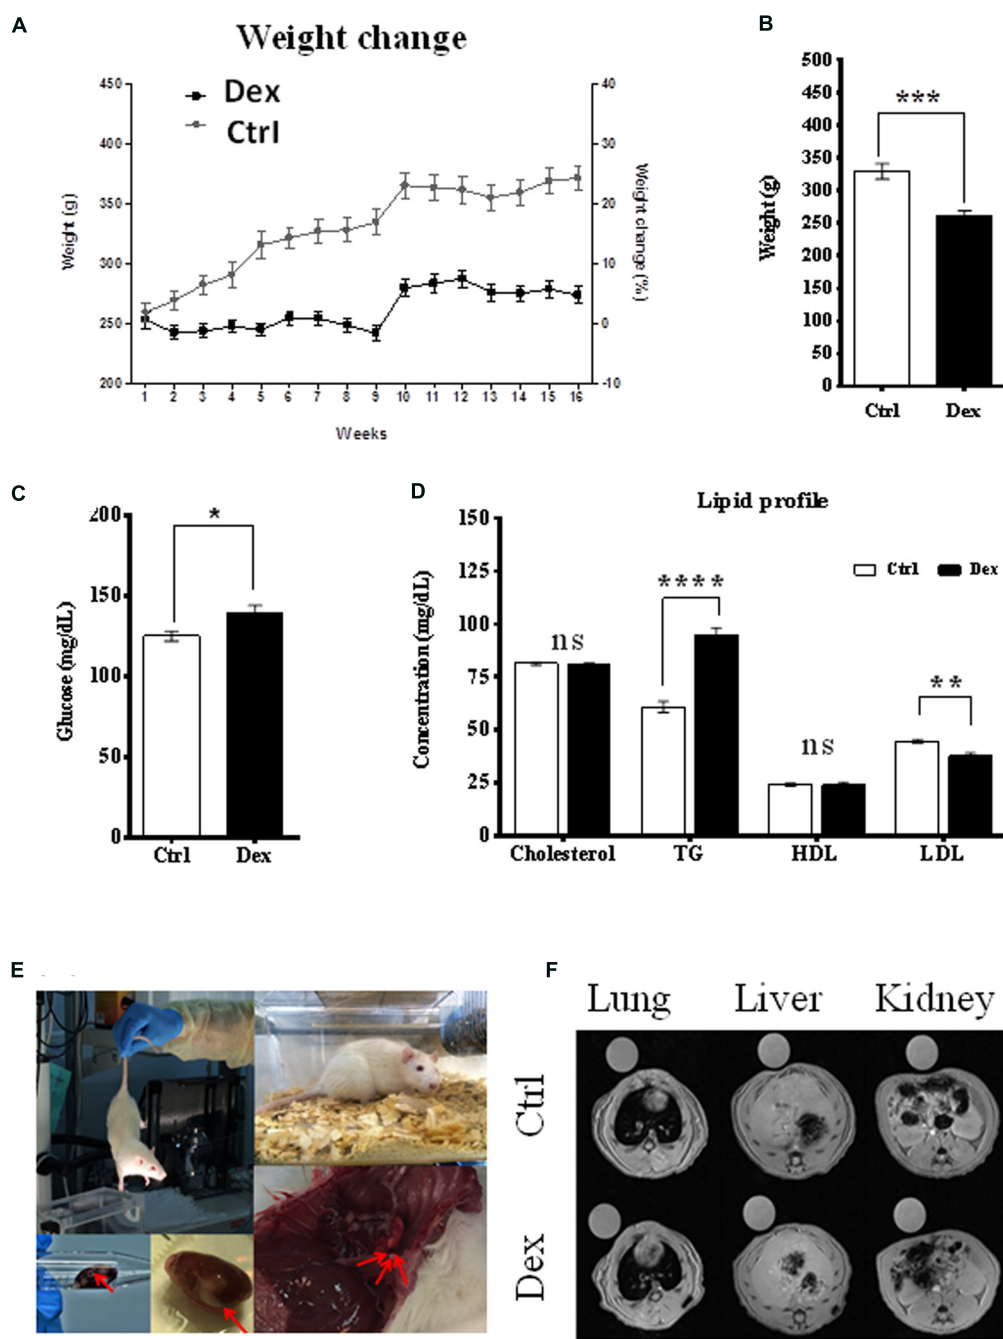 A
Weight change
Dex
Ctrl
450
400
350
300
250
200
Weight (g)
40
30
20
10
0
-10
Weight change (%)
1 2 3 4 5 6 7 8 9 10 11 12 13 14 15 16
Weeks
B
500
450
400
350
300
250
200
150
100
50
0
Weight (g)
***
Ctrl Dex
C
200
150
100
50
0
Glucose (mg/dL)
*
Ctrl Dex
D
Lipid profile
150
125
100
75
50
25
0
Concentration (mg/dL)
Ctrl Dex
ns
****
ns
**
Cholesterol TG HDL LDL
E
F
Lung Liver Kidney
Ctrl
Dex